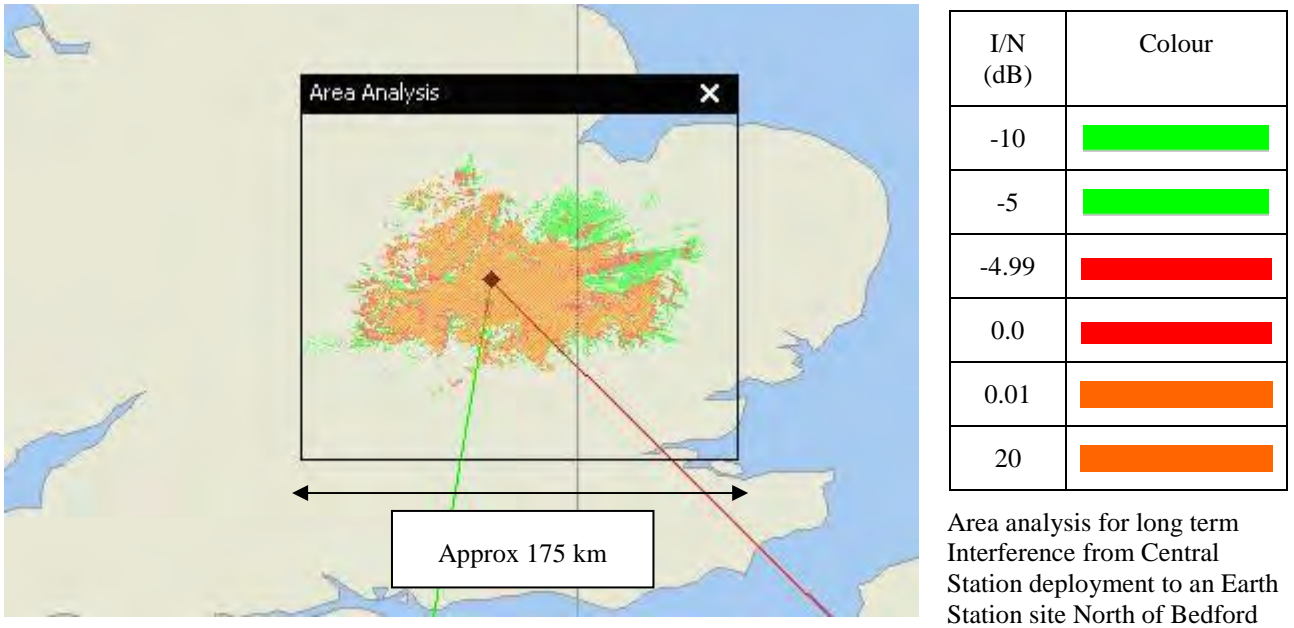 Area Analysis
Approx 175 km
I/N Colour
(dB)
-10
-5
-4.99
0.0
0.01
20
Area analysis for long term
Interference from Central
Station deployment to an Earth
Station site North of Bedford